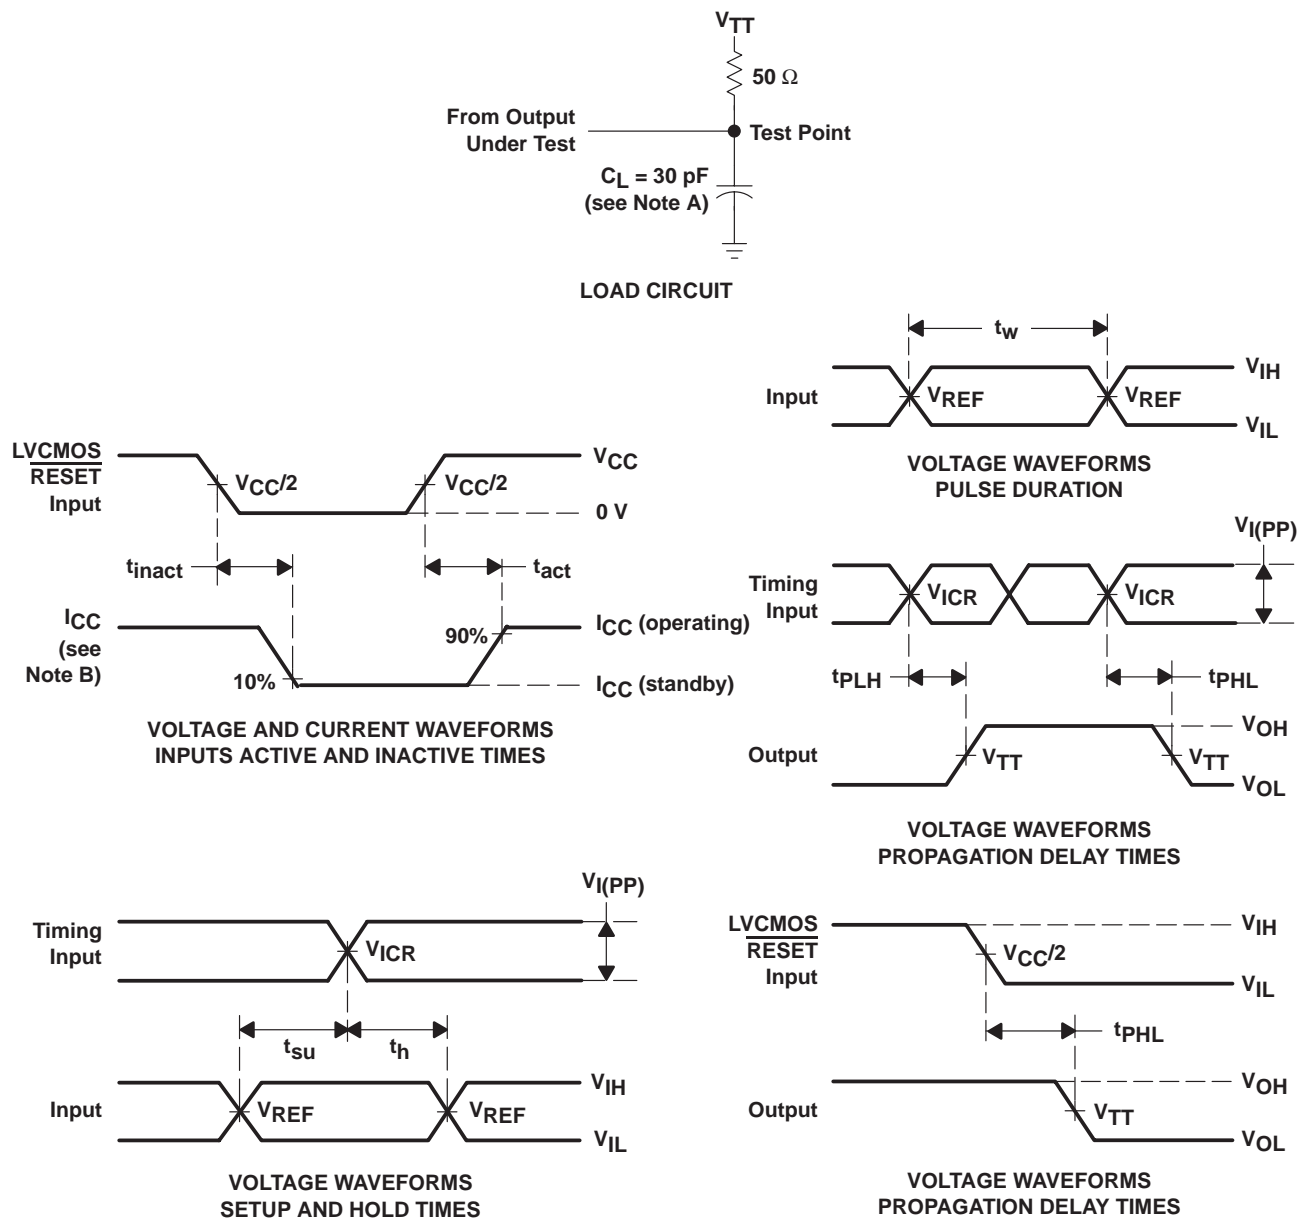 VTT
50 Ω
From Output
Under Test
Test Point
CL = 30 pF
(see Note A)
LOAD CIRCUIT
tw
Input
VREF
VREF
VIH
VIL
VOLTAGE WAVEFORMS
PULSE DURATION
LVCMOS
RESET
Input
VCC/2
VCC/2
VCC
0 V
tinact
tact
ICC
(see
Note B)
10%
90%
ICC (operating)
ICC (standby)
VOLTAGE AND CURRENT WAVEFORMS
INPUTS ACTIVE AND INACTIVE TIMES
VI(PP)
Timing
Input
VICR
VICR
tPLH
tPHL
Output
VTT
VTT
VOH
VOL
VOLTAGE WAVEFORMS
PROPAGATION DELAY TIMES
VI(PP)
Timing
Input
VICR
tsu
th
Input
VREF
VREF
VIH
VIL
VOLTAGE WAVEFORMS
SETUP AND HOLD TIMES
LVCMOS
RESET
Input
VCC/2
VIH
VIL
tPHL
Output
VTT
VOH
VOL
VOLTAGE WAVEFORMS
PROPAGATION DELAY TIMES